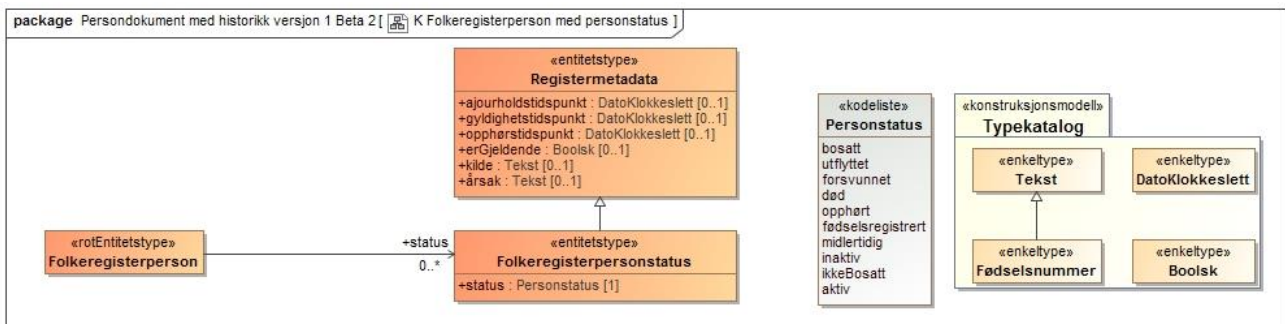 package Persondokument med historikk versjon 1 Beta 2 [ K Folkeregisterperson med personstatus ]
«entitetstype»
Registermetadata
+ajourholdstidspunkt : DatoKlokkeslett [0..1]
+gyldighetstidspunkt : DatoKlokkeslett [0..1]
+opphørstidspunkt : DatoKlokkeslett [0..1]
+erGjeldende : Boolsk [0..1]
+kilde : Tekst [0..1]
+årsak : Tekst [0..1]
«rotEntitetstype»
Folkeregisterperson
+status
0..*
«entitetstype»
Folkeregisterpersonstatus
+status : Personstatus [1]
«kodeliste»
Personstatus
bosatt
utflyttet
forsvunnet
død
opphørt
fødselsregistrert
midlertidig
inaktiv
ikkeBosatt
aktiv
«konstruksjonsmodell»
Typekatalog
«enkeltype»
Tekst
«enkeltype»
DatoKlokkeslett
«enkeltype»
Fødselsnummer
«enkeltype»
Boolsk